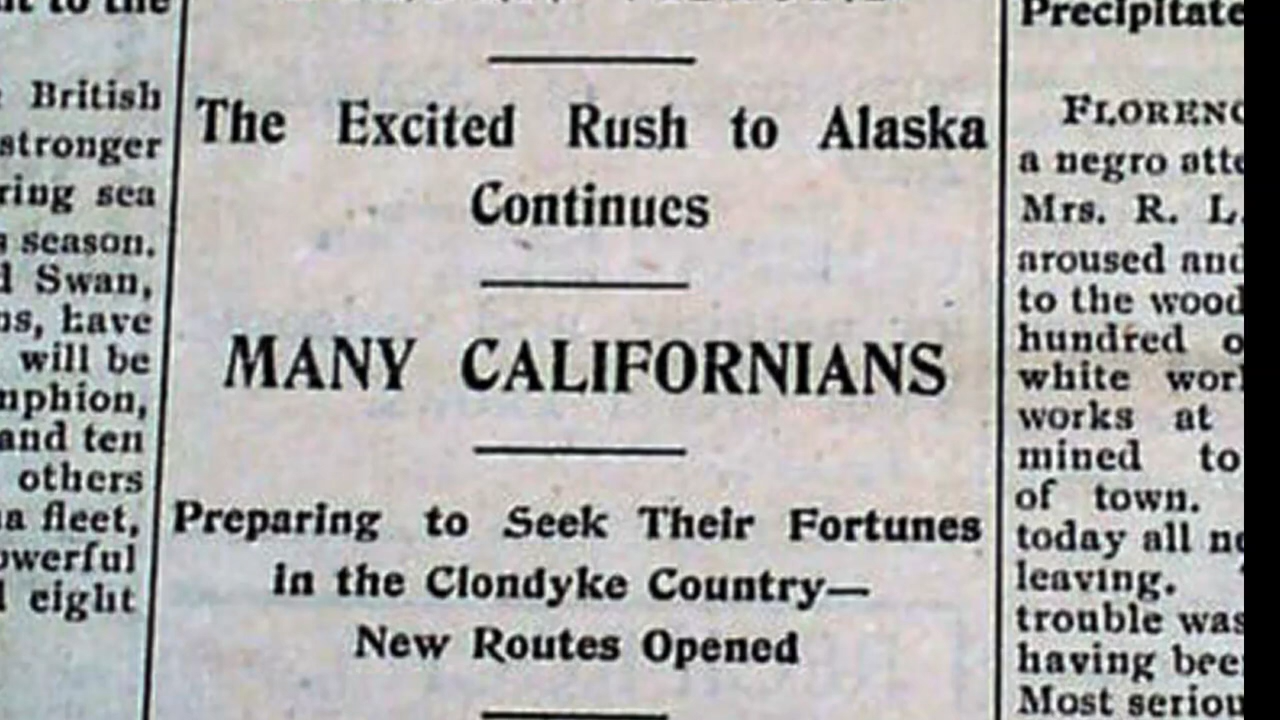 British
stronger
sea
season.
Swan,
have
will be
and ten
others
fleet,
eight
The Excited Rush to Alaska
Continues
MANY CALIFORNIANS
Preparing to Seek Their Fortunes
in the Clondyke Country—
New Routes Opened
Precipitate
a negro
Mrs. R. L.
aroused and
to the
hundred
white
works at
mined to
of town.
today all
leaving.
trouble was
having
Most